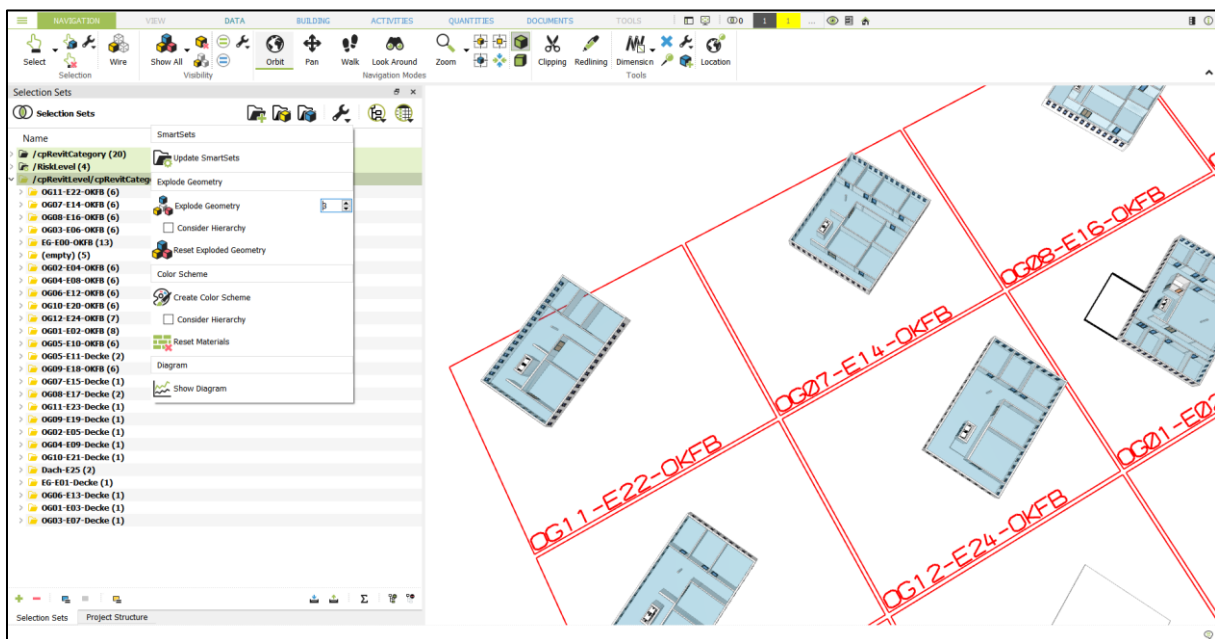 NAVIGATION VIEW DATA BUILDING ACTIVITIES QUANTITIES DOCUMENTS TOOLS 0 1 1 ...
Select Wire Show All Orbit Pan Walk Look Around Zoom Clipping Redlining Dimension Location
Selection Visibility Navigation Modes Tools
Selection Sets
Selection Sets
Name
/cpRevitCategory (20)
/RiskLevel (4)
/cpRevitLevel/cpRevitCateg
OG11-E22-OKFB (6)
OG07-E14-OKFB (6)
OG08-E16-OKFB (6)
OG03-E06-OKFB (6)
EG-E00-OKFB (13)
(empty) (5)
OG02-E04-OKFB (6)
OG04-E08-OKFB (6)
OG06-E12-OKFB (6)
OG10-E20-OKFB (6)
OG12-E24-OKFB (7)
OG01-E02-OKFB (8)
OG05-E10-OKFB (6)
OG05-E11-Decke (2)
OG09-E18-OKFB (6)
OG07-E15-Decke (1)
OG08-E17-Decke (2)
OG11-E23-Decke (1)
OG09-E19-Decke (1)
OG02-E05-Decke (1)
OG04-E09-Decke (1)
OG10-E21-Decke (1)
Dach-E25 (2)
EG-E01-Decke (1)
OG06-E13-Decke (1)
OG01-E03-Decke (1)
OG03-E07-Decke (1)
SmartSets
Update SmartSets
Explode Geometry
Explode Geometry 3
Consider Hierarchy
Reset Exploded Geometry
Color Scheme
Create Color Scheme
Consider Hierarchy
Reset Materials
Diagram
Show Diagram
OG08-E16-OKFB
OG07-E14-OKFB
OG01-E02
OG11-E22-OKFB
OG12-E24-OKFB
Selection Sets Project Structure